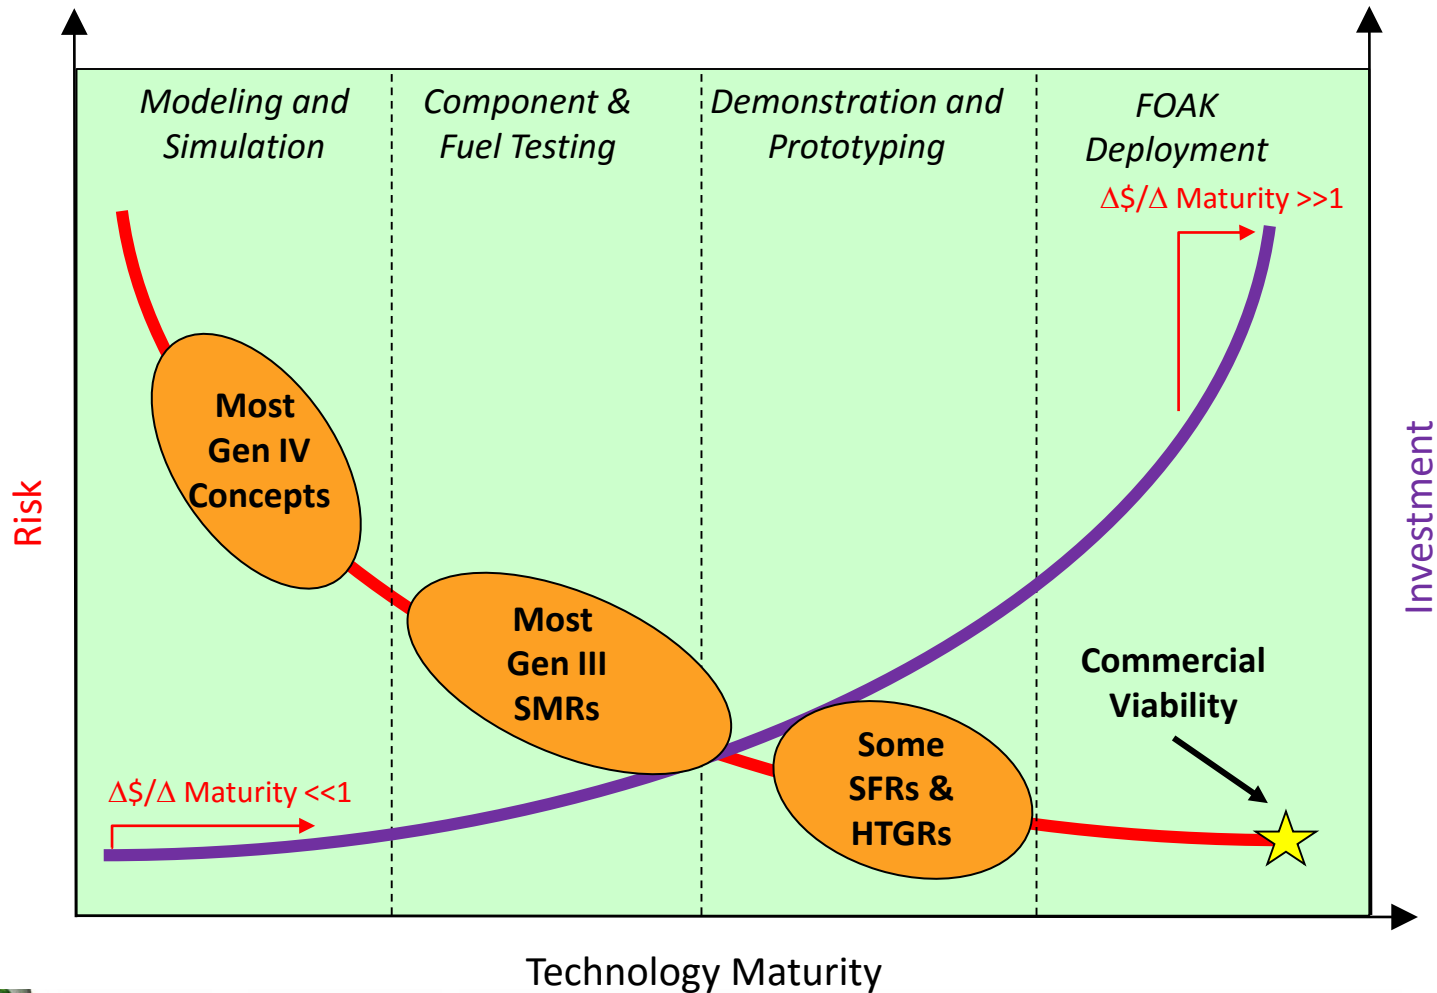 Modeling and
Simulation
Component &
Fuel Testing
Demonstration and
Prototyping
FOAK
Deployment
Δ$/Δ Maturity >>1
Most
Gen IV
Concepts
Risk
Investment
Most
Gen III
SMRs
Commercial
Viability
Some
SFRs &
HTGRs
Δ$/Δ Maturity <<1
Technology Maturity